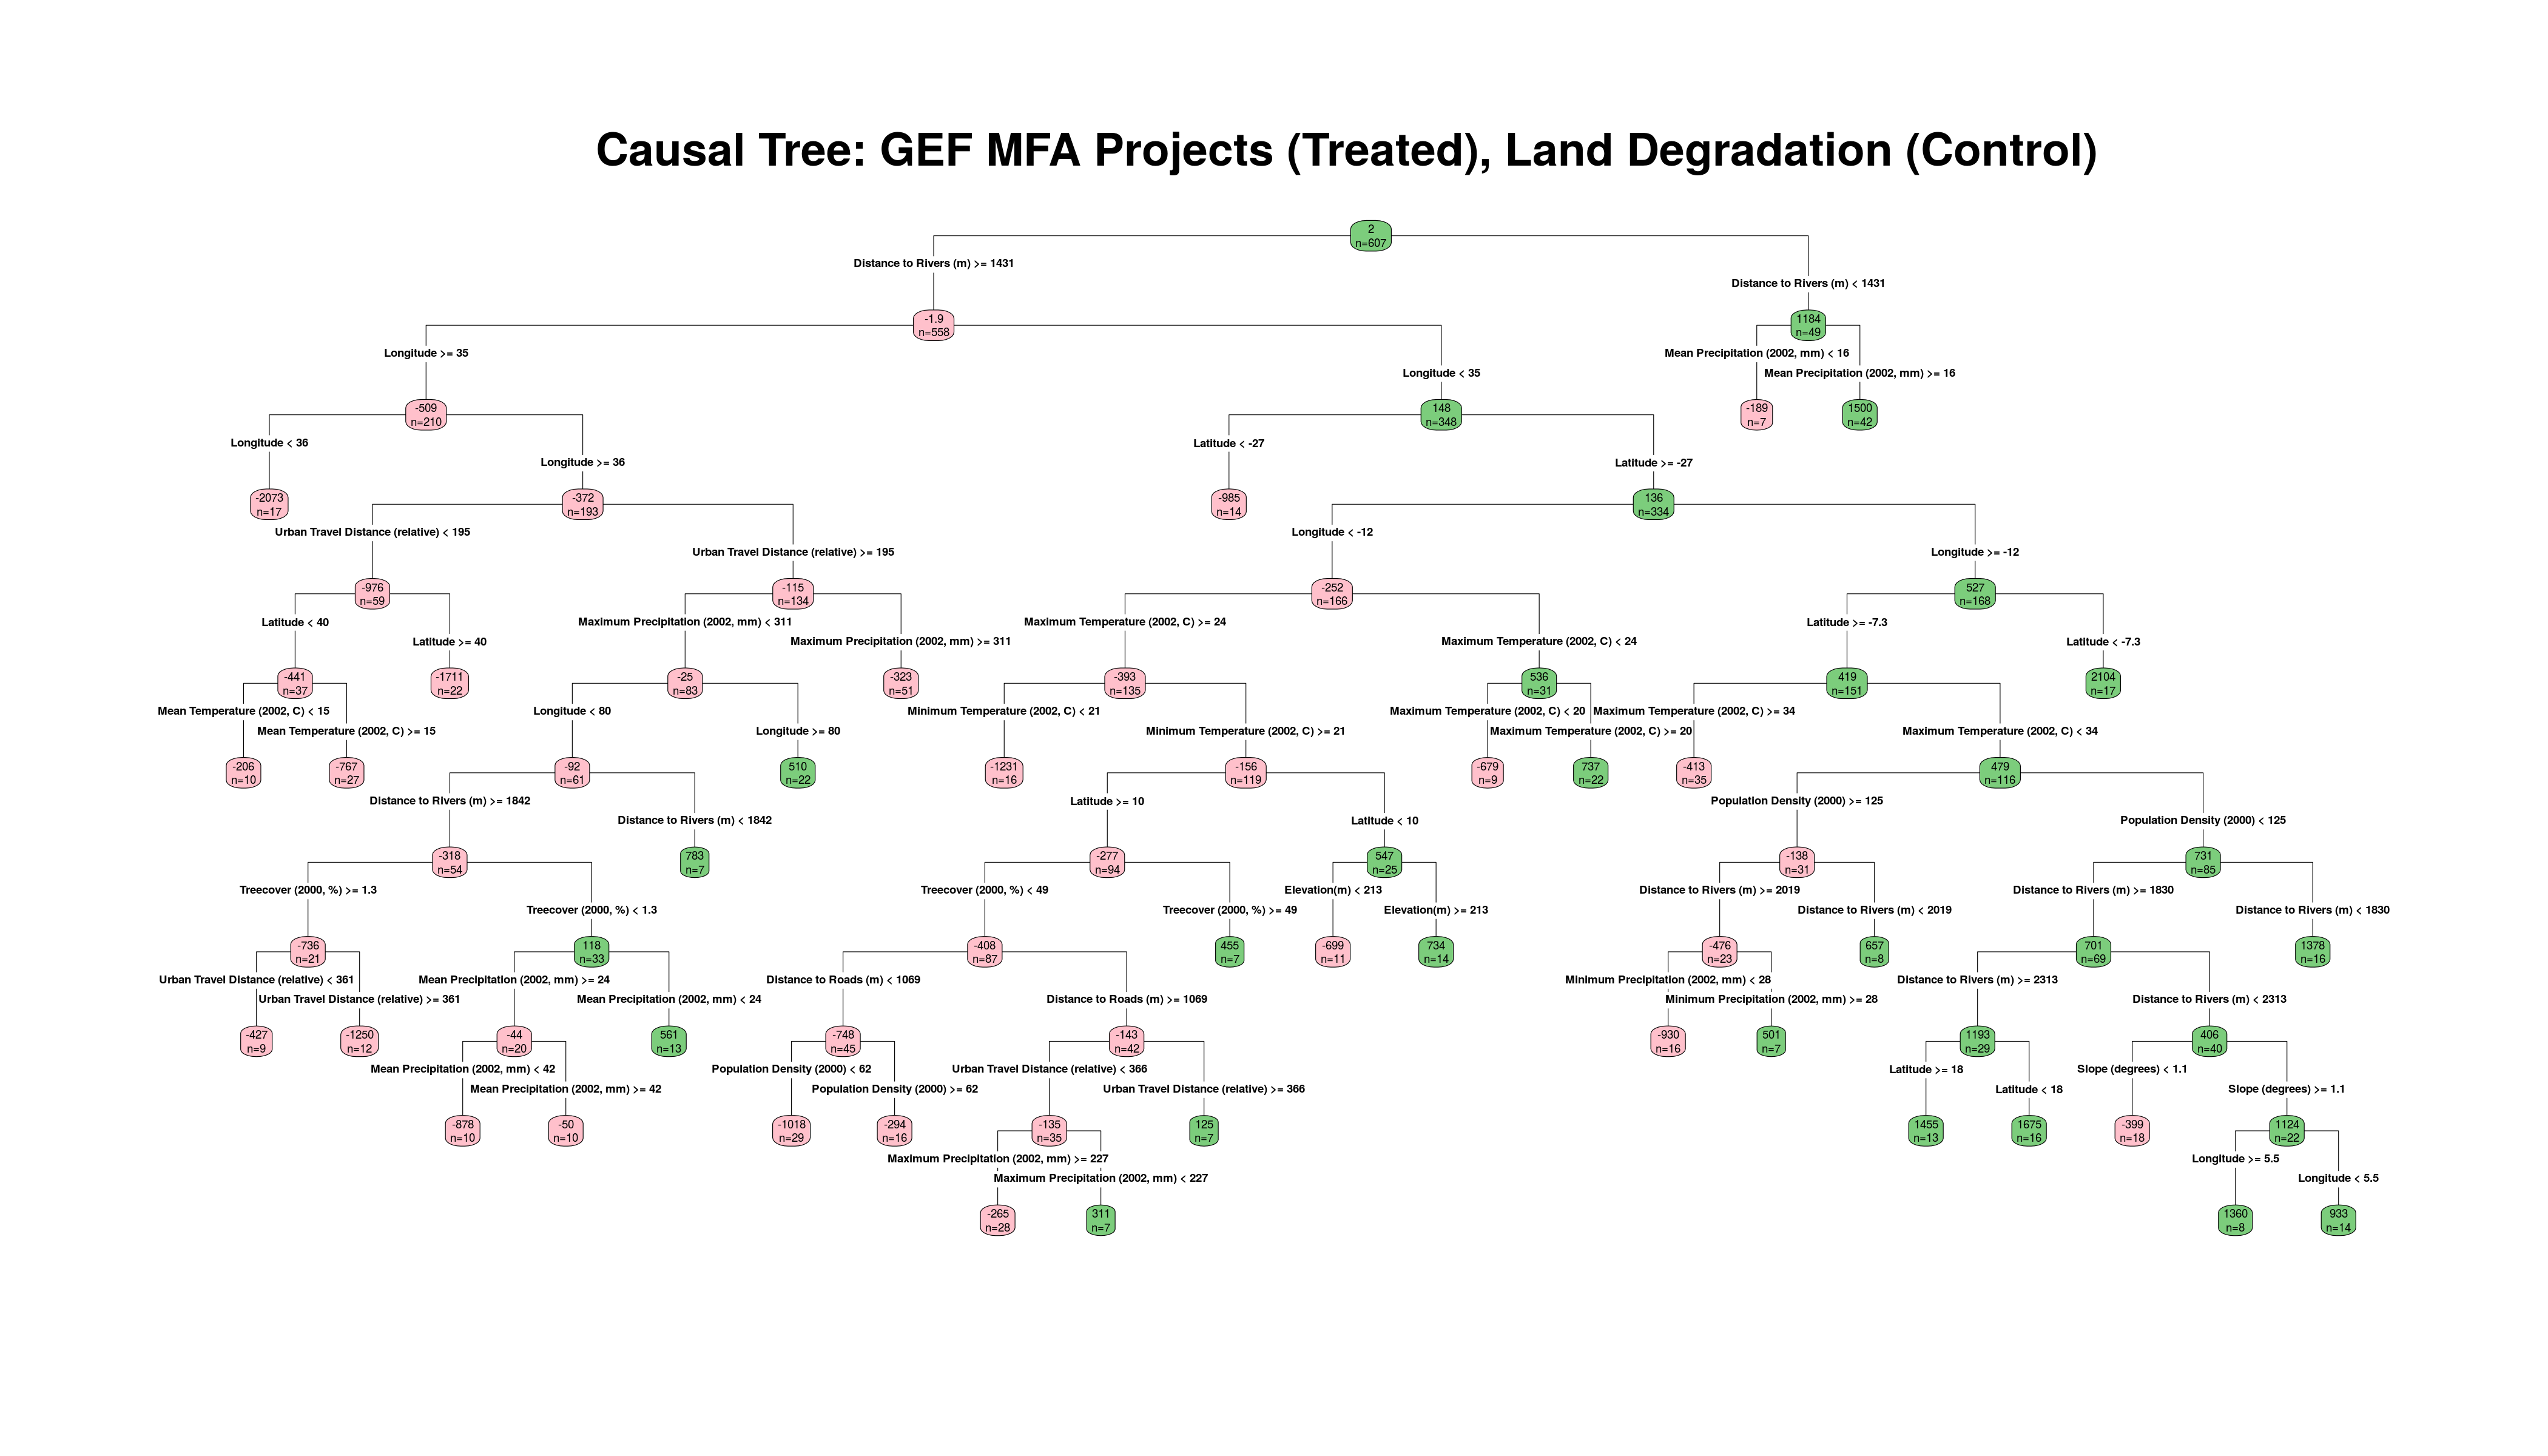 Causal Tree: GEF MFA Projects (Treated), Land Degradation (Control)
2
n=607
Distance to Rivers (m) >= 1431
Distance to Rivers (m) < 1431
-1.9
n=558
1184
n=49
Longitude >= 35
Longitude < 35
Mean Precipitation (2002, mm) < 16
Mean Precipitation (2002, mm) >= 16
-509
n=210
148
n=348
-189
n=7
1500
n=42
Longitude < 36
Longitude >= 36
Latitude < -27
Latitude >= -27
-2073
n=17
-372
n=193
-985
n=14
136
n=334
Urban Travel Distance (relative) < 195
Urban Travel Distance (relative) >= 195
Longitude < -12
Longitude >= -12
-976
n=59
-115
n=134
-252
n=166
527
n=168
Latitude < 40
Latitude >= 40
Maximum Precipitation (2002, mm) < 311
Maximum Precipitation (2002, mm) >= 311
Maximum Temperature (2002, C) >= 24
Maximum Temperature (2002, C) < 24
Latitude >= -7.3
Latitude < -7.3
-441
n=37
-1711
n=22
-25
n=83
-323
n=51
-393
n=135
536
n=31
419
n=151
2104
n=17
Mean Temperature (2002, C) < 15
Mean Temperature (2002, C) >= 15
Longitude < 80
Longitude >= 80
Minimum Temperature (2002, C) < 21
Minimum Temperature (2002, C) >= 21
Maximum Temperature (2002, C) < 20
Maximum Temperature (2002, C) >= 20
Maximum Temperature (2002, C) >= 34
Maximum Temperature (2002, C) < 34
-206
n=10
-767
n=27
-92
n=61
510
n=22
-1231
n=16
-156
n=119
-679
n=9
737
n=22
-413
n=35
479
n=116
Distance to Rivers (m) >= 1842
Distance to Rivers (m) < 1842
Latitude >= 10
Latitude < 10
Population Density (2000) >= 125
Population Density (2000) < 125
-318
n=54
783
n=7
-277
n=94
547
n=25
-138
n=31
731
n=85
Treecover (2000, %) >= 1.3
Treecover (2000, %) < 1.3
Treecover (2000, %) < 49
Treecover (2000, %) >= 49
Elevation(m) < 213
Elevation(m) >= 213
Distance to Rivers (m) >= 2019
Distance to Rivers (m) < 2019
Distance to Rivers (m) >= 1830
Distance to Rivers (m) < 1830
-736
n=21
118
n=33
-408
n=87
455
n=7
-699
n=11
734
n=14
-476
n=23
657
n=8
701
n=69
1378
n=16
Urban Travel Distance (relative) < 361
Urban Travel Distance (relative) >= 361
Mean Precipitation (2002, mm) >= 24
Mean Precipitation (2002, mm) < 24
Distance to Roads (m) < 1069
Distance to Roads (m) >= 1069
Minimum Precipitation (2002, mm) < 28
Minimum Precipitation (2002, mm) >= 28
Distance to Rivers (m) >= 2313
Distance to Rivers (m) < 2313
-427
n=9
-1250
n=12
-44
n=20
561
n=13
-748
n=45
-143
n=42
-930
n=16
501
n=7
1193
n=29
406
n=40
Mean Precipitation (2002, mm) < 42
Mean Precipitation (2002, mm) >= 42
Population Density (2000) < 62
Population Density (2000) >= 62
Urban Travel Distance (relative) < 366
Urban Travel Distance (relative) >= 366
Latitude >= 18
Latitude < 18
Slope (degrees) < 1.1
Slope (degrees) >= 1.1
-878
n=10
-50
n=10
-1018
n=29
-294
n=16
-135
n=35
125
n=7
1455
n=13
1675
n=16
-399
n=18
1124
n=22
Maximum Precipitation (2002, mm) >= 227
Maximum Precipitation (2002, mm) < 227
Longitude >= 5.5
Longitude < 5.5
-265
n=28
311
n=7
1360
n=8
933
n=14